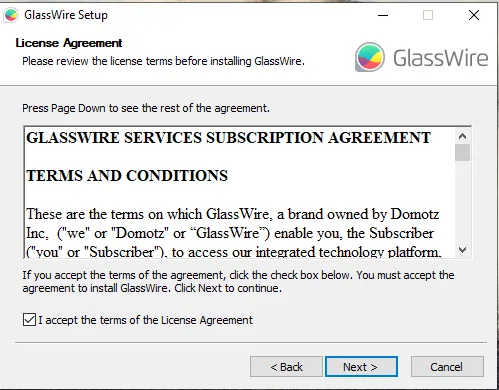 GlassWire Setup
License Agreement
Please review the license terms before installing GlassWire.
GlassWire
Press Page Down to see the rest of the agreement.
GLASSWIRE SERVICES SUBSCRIPTION AGREEMENT
TERMS AND CONDITIONS
These are the terms on which GlassWire, a brand owned by Domotz
Inc,  ("we" or "Domotz" or “GlassWire”) enable you, the Subscriber
("you" or "Subscriber"), to access our integrated technology platform,
If you accept the terms of the agreement, click the check box below. You must accept the
agreement to install GlassWire. Click Next to continue.
I accept the terms of the License Agreement
< Back
Next >
Cancel